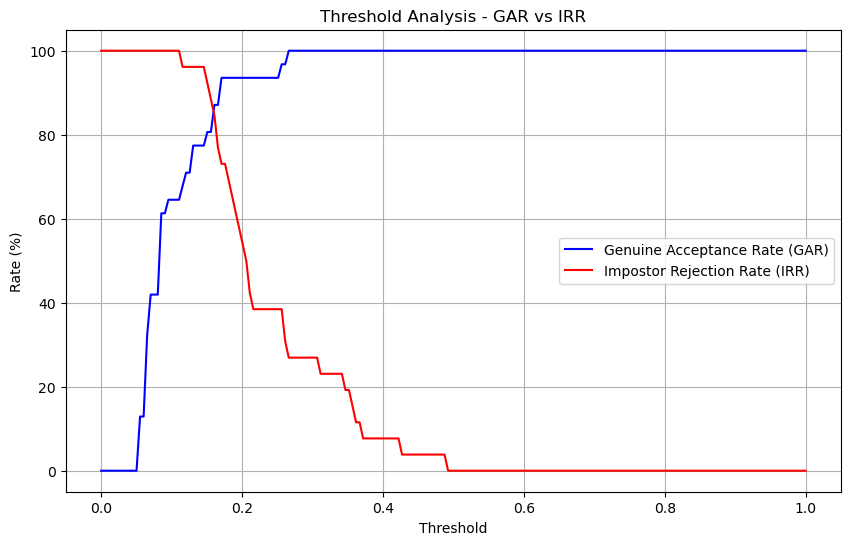 Threshold Analysis - GAR vs IRR
100
80
60
40
20
0
Rate (%)
Genuine Acceptance Rate (GAR)
Impostor Rejection Rate (IRR)
0.0 0.2 0.4 0.6 0.8 1.0
Threshold